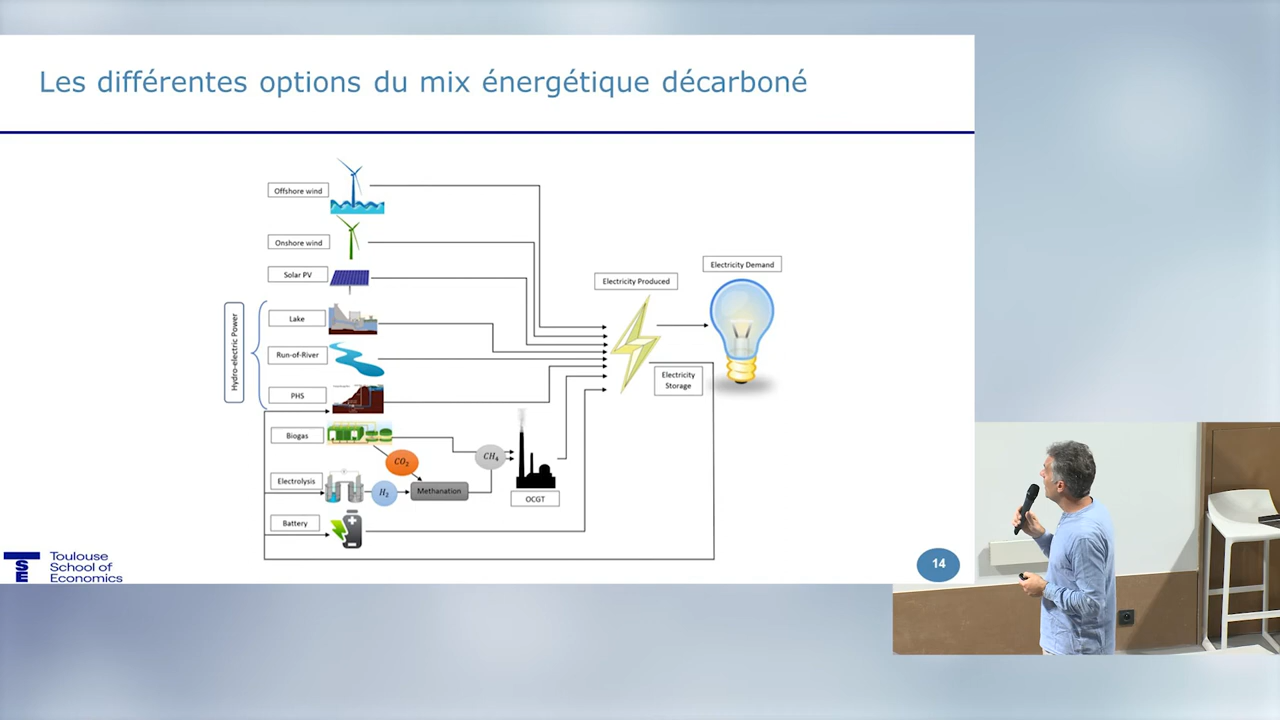 Les différentes options du mix énergétique décarboné
Offshore wind
Onshore wind
Solar PV
Hydro-electric Power
Lake
Run-of-River
PHS
Biogas
Electrolysis
Battery
CO₂
H₂
Methanation
CH₄
OCGT
Electricity Produced
Electricity Demand
Electricity
Storage
TSE
Toulouse
School of
Economics
14